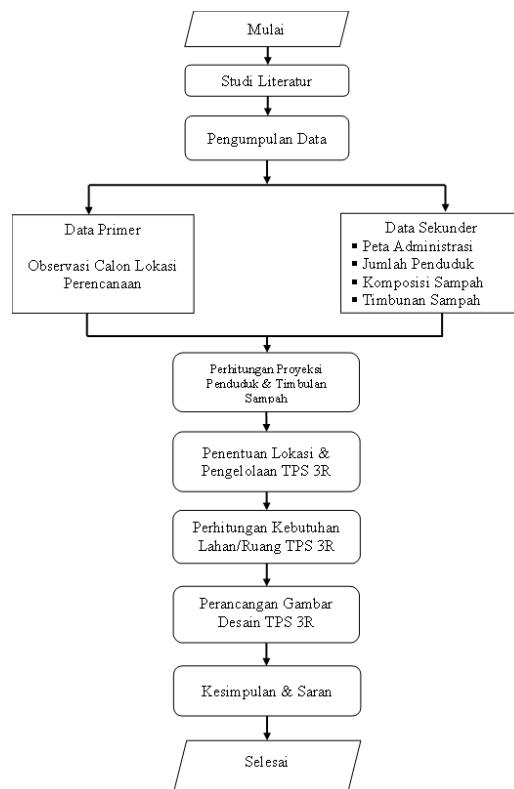 Mulai
Studi Literatur
Pengumpulan Data
Data Primer
Observasi Calon Lokasi
Perencanaan
Data Sekunder
▪ Peta Administrasi
▪ Jumlah Penduduk
▪ Komposisi Sampah
▪ Timbunan Sampah
Perhitungan Proyeksi
Penduduk & Timbulan
Sampah
Penentuan Lokasi &
Pengelolaan TPS 3R
Perhitungan Kebutuhan
Lahan/Ruang TPS 3R
Perancangan Gambar
Desain TPS 3R
Kesimpulan & Saran
Selesai